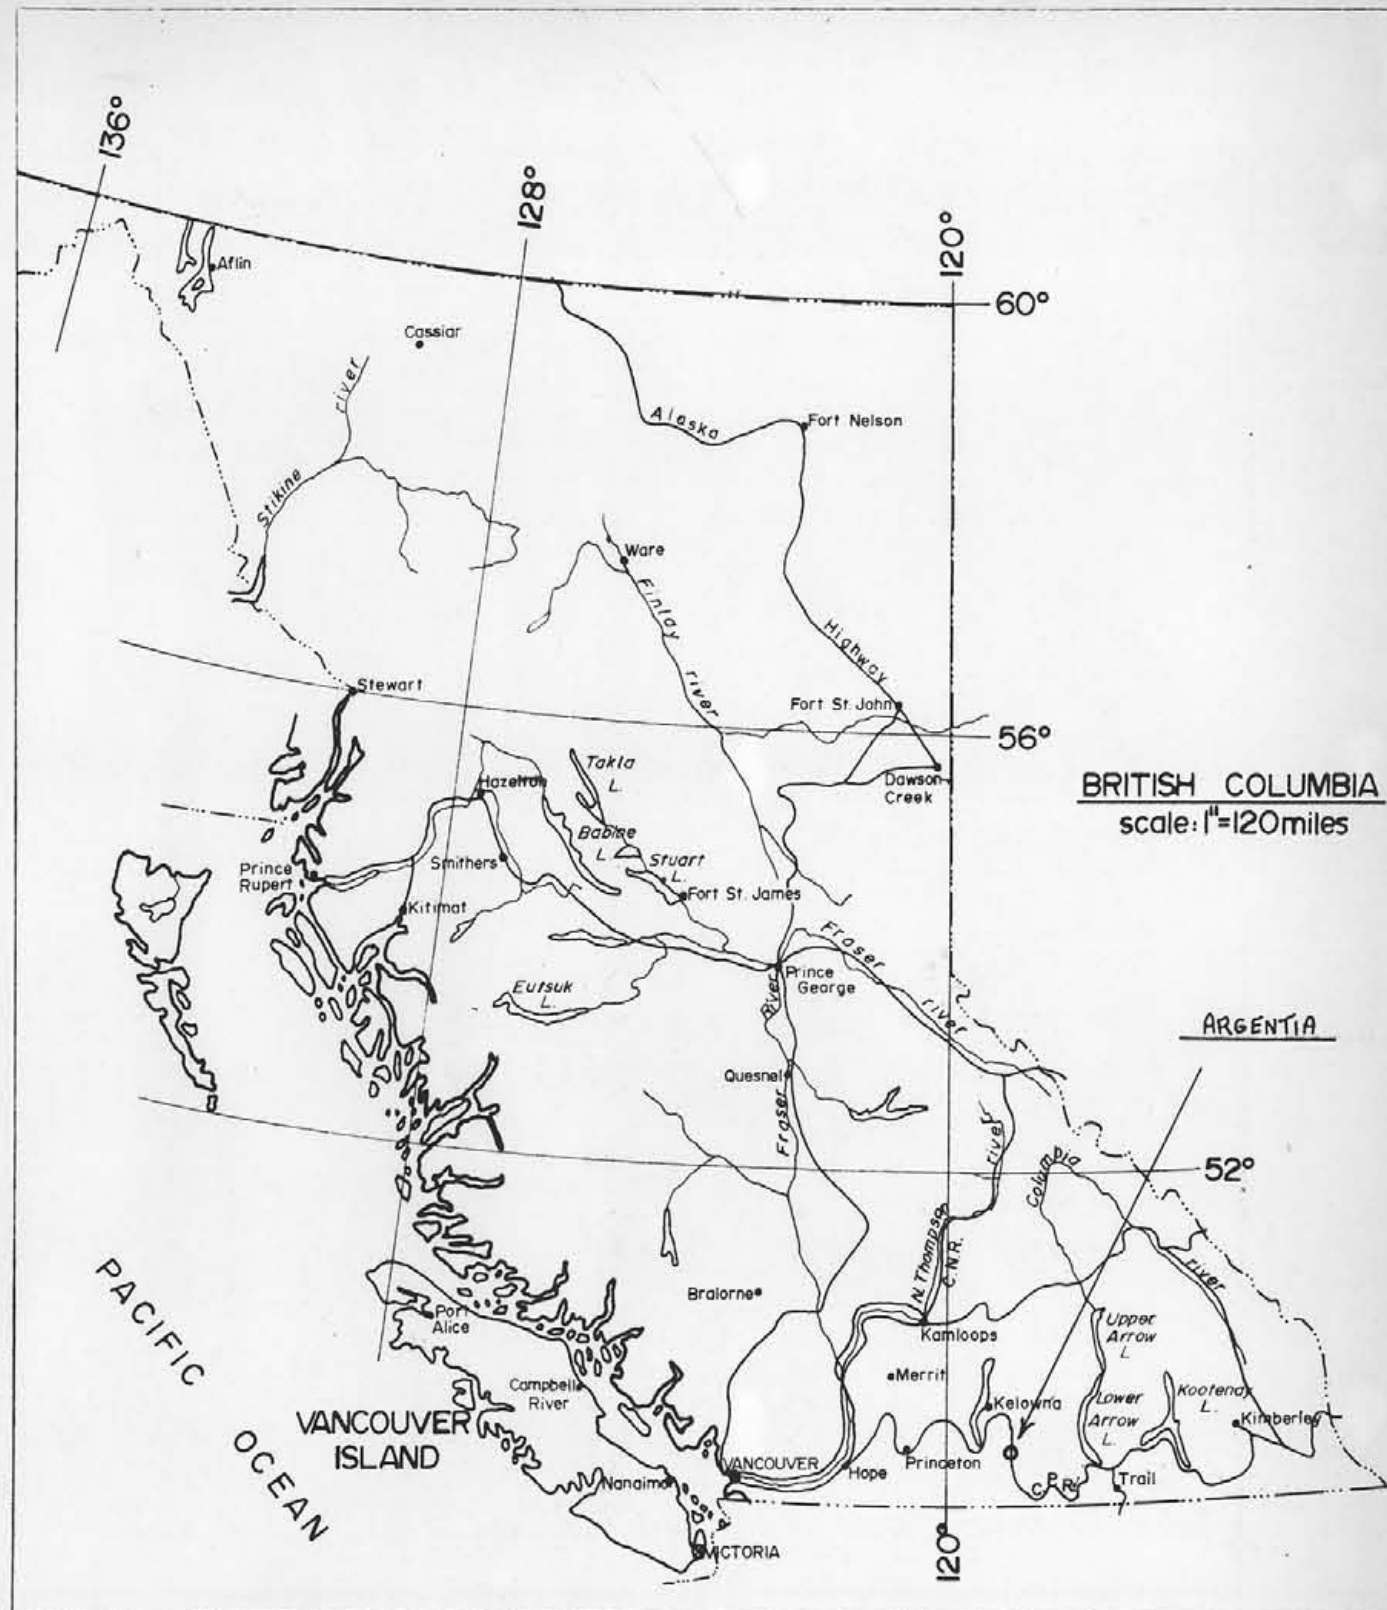 136°
128°
120°
Atlin
60°
Cassiar
river
Stikine
Alaska
Fort Nelson
Ware
Finlay
river
Highway
Stewart
Fort St. John
56°
Dawson
Creek
BRITISH COLUMBIA
scale: 1"=120miles
Hazelton
Takla
L.
Babine
L.
Smithers
Stuart
L.
Fort St. James
Prince
Rupert
Kitimat
Eutsuk
L.
Prince
George
Fraser
river
River
Fraser
ARGENTIA
Quesnel
52°
Columbia
river
river
N. Thompson
C.N.R.
Bralorne
Kamloops
Port
Alice
Upper
Arrow
L.
Merrit
Campbell
River
Kelowna
Lower
Arrow
L.
Kootenay
L.
Kimberley
PACIFIC
OCEAN
VANCOUVER
ISLAND
Nanaimo
VANCOUVER
Hope
Princeton
C.P.R.
Trail
VICTORIA
120°